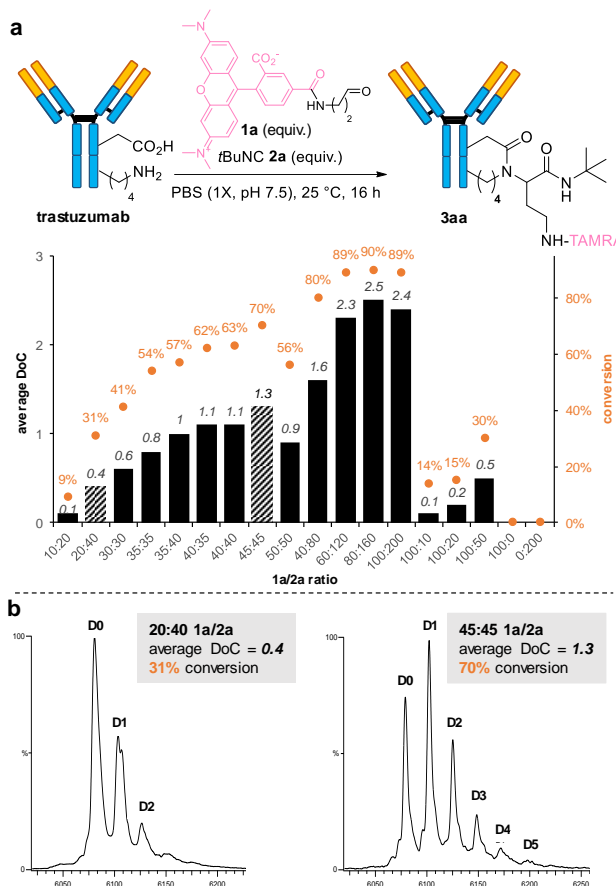 a
N
CO2-
O
O
O
HN
2
N+
1a (equiv.)
tBuNC 2a (equiv.)
PBS (1X, pH 7.5), 25 °C, 16 h
CO2H
NH2
4
trastuzumab
O
O
N
N
H
4
NH-TAMRA
3aa
average DoC
3
2
1
0
conversion
80%
60%
40%
20%
0%
9%
31%
41%
54%
57%
62%
63%
70%
56%
80%
89%
90%
89%
14%
15%
30%
0.1
0.4
0.6
0.8
1
1.1
1.1
1.3
0.9
1.6
2.3
2.5
2.4
0.1
0.2
0.5
10:20
20:40
30:30
35:35
35:40
40:35
40:40
45:45
50:50
40:80
60:120
80:160
100:200
100:10
100:20
100:50
100:0
0:200
1a/2a ratio
b
20:40 1a/2a
average DoC = 0.4
31% conversion
100
%
0
D0
D1
D2
6050
6100
6150
6200
45:45 1a/2a
average DoC = 1.3
70% conversion
100
%
0
D0
D1
D2
D3
D4
D5
6050
6100
6150
6200
6250